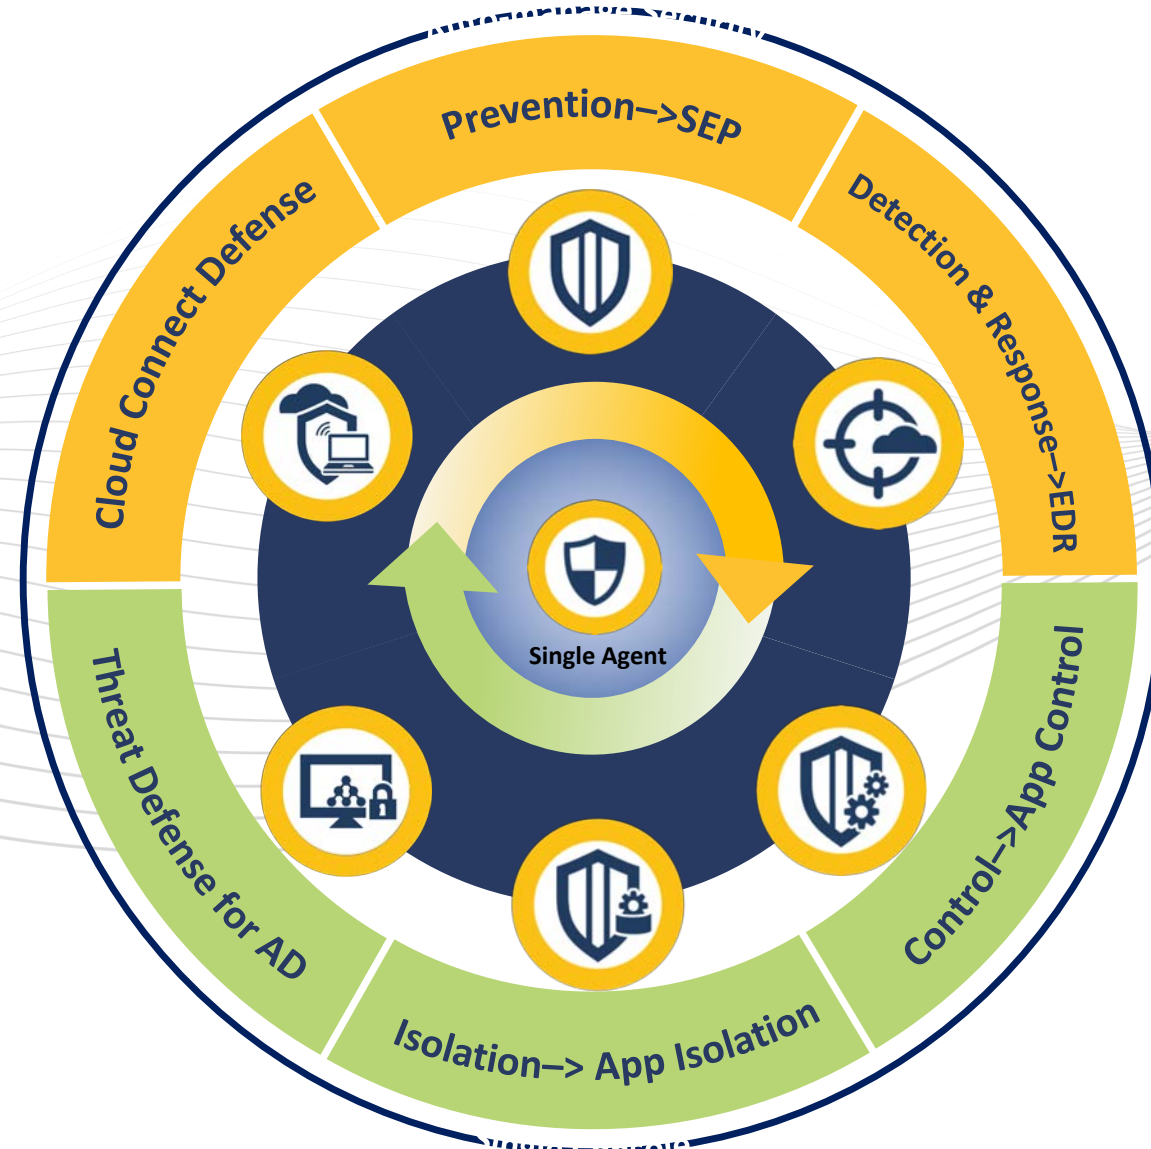 Prevention–>SEP
Detection & Response–>EDR
Control–>App Control
Isolation–> App Isolation
Threat Defense for AD
Cloud Connect Defense
Single Agent